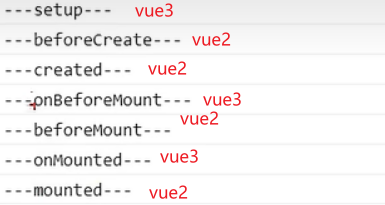 ---setup--- vue3
---beforeCreate--- vue2
---created--- vue2
---onBeforeMount--- vue3
---beforeMount--- vue2
---onMounted--- vue3
---mounted--- vue2